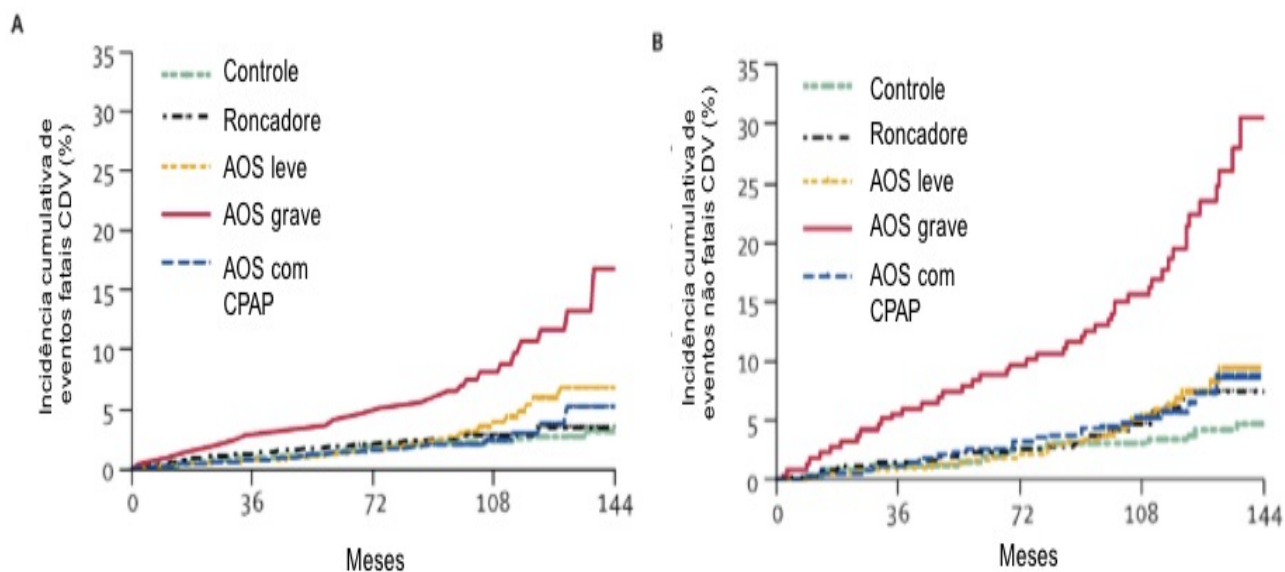 A
Incidência cumulativa de
eventos fatais CDV (%)
35
30
25
20
15
10
5
0
Controle
Roncadore
AOS leve
AOS grave
AOS com
CPAP
0 36 72 108 144
Meses
B
Incidência cumulativa de
eventos não fatais CDV (%)
35
30
25
20
15
10
5
0
Controle
Roncadore
AOS leve
AOS grave
AOS com
CPAP
0 36 72 108 144
Meses